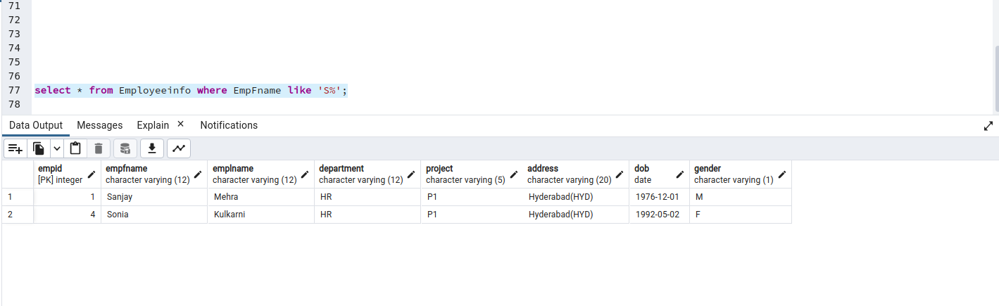 71
72
73
74
75
76
77 select * from Employeeinfo where EmpFname like 'S%';
78
Data Output Messages Explain × Notifications
empid empfname emplname department project address dob gender
[PK] integer character varying (12) character varying (12) character varying (12) character varying (5) character varying (20) date character varying (1)
1 1 Sanjay Mehra HR P1 Hyderabad(HYD) 1976-12-01 M
2 4 Sonia Kulkarni HR P1 Hyderabad(HYD) 1992-05-02 F